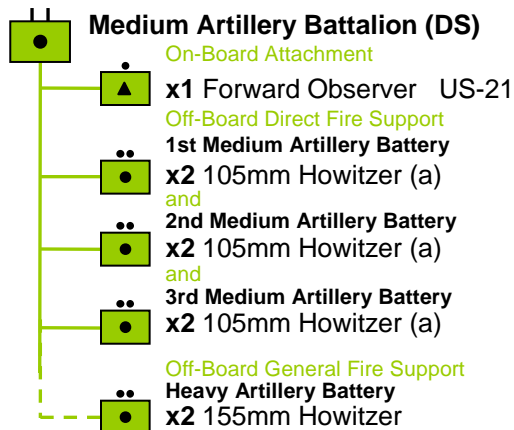 Medium Artillery Battalion (DS)
On-Board Attachment
x1 Forward Observer US-21
Off-Board Direct Fire Support
1st Medium Artillery Battery
x2 105mm Howitzer (a)
and
2nd Medium Artillery Battery
x2 105mm Howitzer (a)
and
3rd Medium Artillery Battery
x2 105mm Howitzer (a)
Off-Board General Fire Support
Heavy Artillery Battery
x2 155mm Howitzer